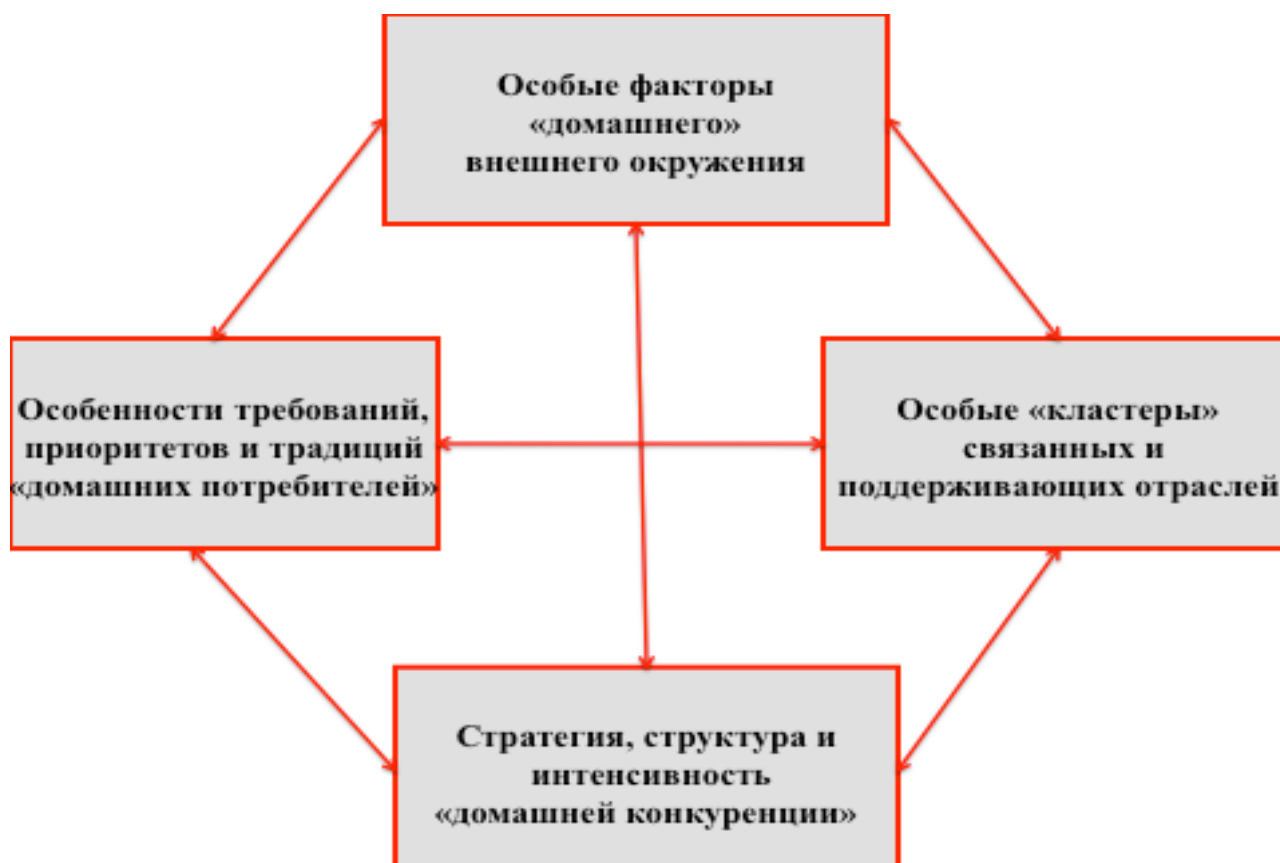 Особые факторы
«домашнего»
внешнего окружения
Особенности требований,
приоритетов и традиций
«домашних потребителей»
Особые «кластеры»
связанных и
поддерживающих отраслей
Стратегия, структура и
интенсивность
«домашней конкуренции»